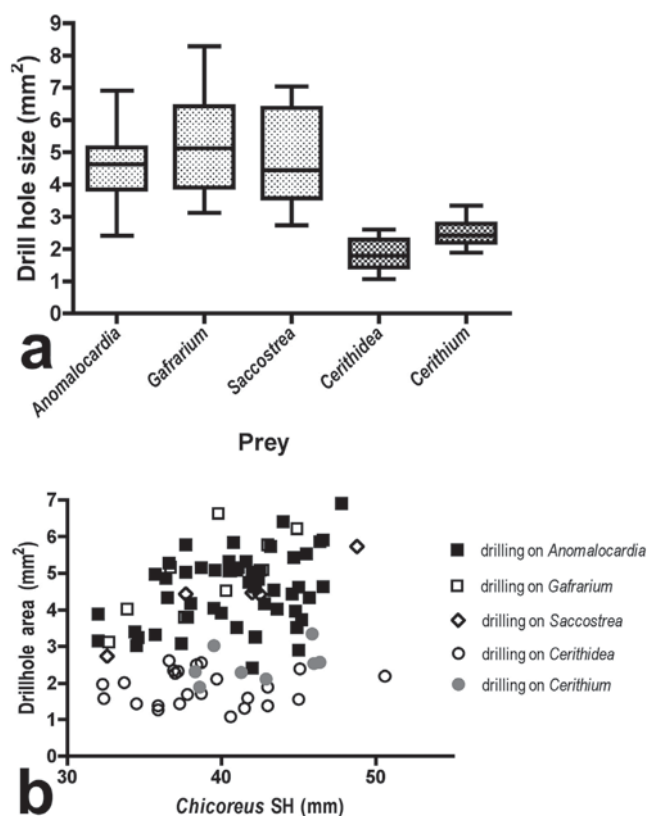 9
8
7
6
5
4
3
2
1
0
Drill hole size (mm²)
Anomalocardia
Gafrarium
Saccostrea
Cerithidea
Cerithium
Prey
a
7
6
5
4
3
2
1
0
Drillhole area (mm²)
30 40 50
Chicoreus SH (mm)
drilling on Anomalocardia
drilling on Gafrarium
drilling on Saccostrea
drilling on Cerithidea
drilling on Cerithium
b